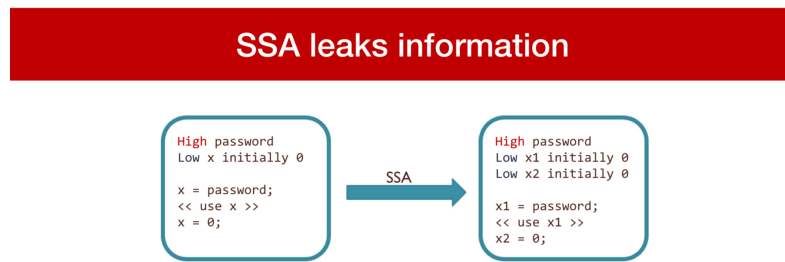 SSA leaks information
High password
Low x initially 0
x = password;
<< use x >>
x = 0;
SSA
High password
Low x1 initially 0
Low x2 initially 0
x1 = password;
<< use x1 >>
x2 = 0;